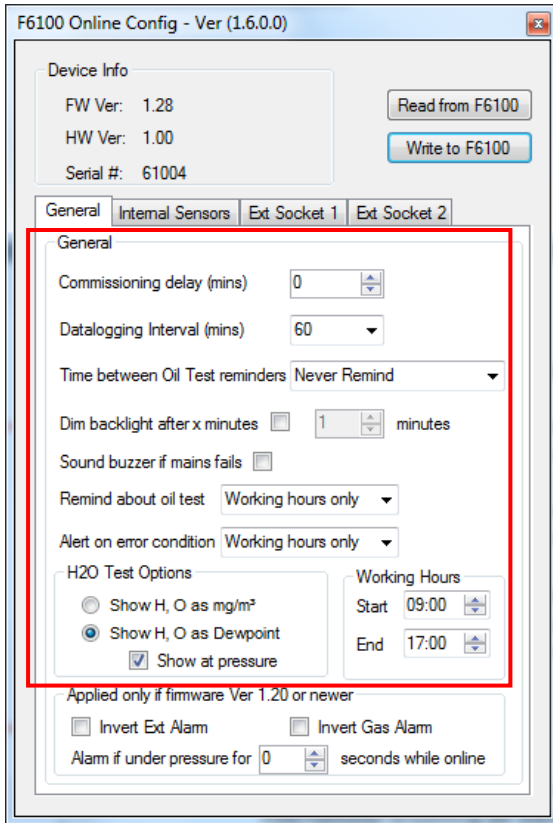 F6100 Online Config - Ver (1.6.0.0)
Device Info
FW Ver: 1.28
HW Ver: 1.00
Serial #: 61004
Read from F6100
Write to F6100
General Internal Sensors Ext Socket 1 Ext Socket 2
General
Commissioning delay (mins) 0
Datalogging Interval (mins) 60
Time between Oil Test reminders Never Remind
Dim backlight after x minutes 1 minutes
Sound buzzer if mains fails
Remind about oil test Working hours only
Alert on error condition Working hours only
H2O Test Options
Show H, O as mg/m³
Show H, O as Dewpoint
Show at pressure
Working Hours
Start 09:00
End 17:00
Applied only if firmware Ver 1.20 or newer
Invert Ext Alarm Invert Gas Alarm
Alarm if under pressure for 0 seconds while online